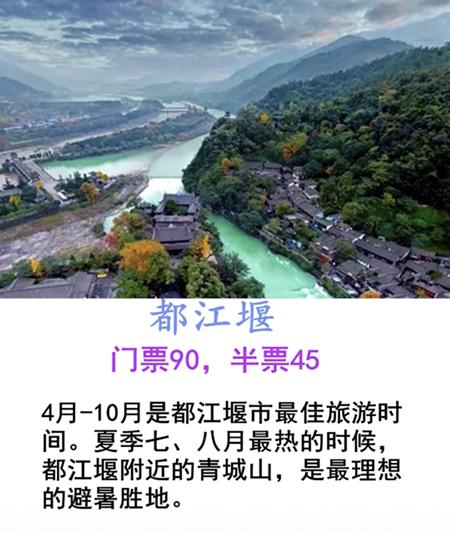 都江堰
门票90，半票45
4月-10月是都江堰市最佳旅游时
间。夏季七、八月最热的时候，
都江堰附近的青城山，是最理想
的避暑胜地。